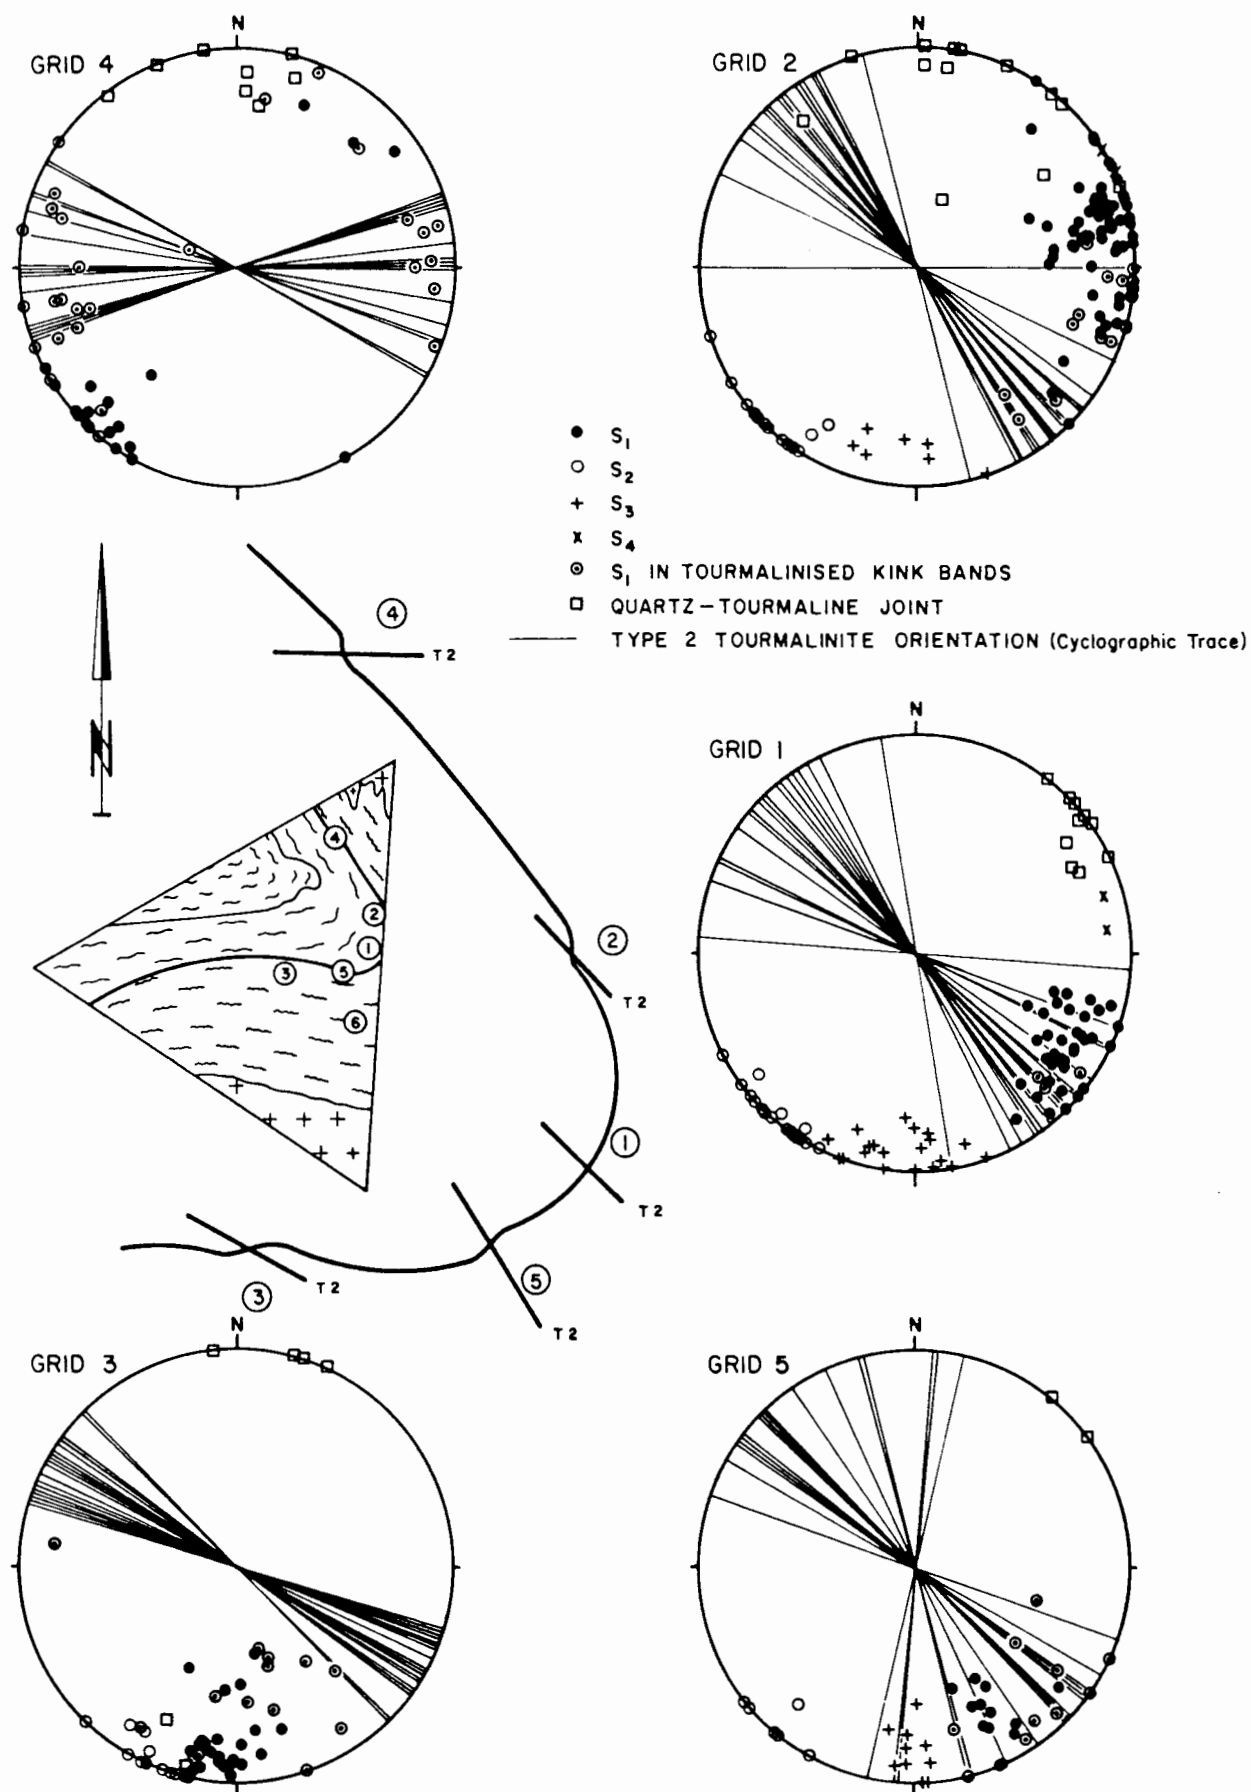 N
GRID 4
N
GRID 2
S1
S2
S3
S4
S1 IN TOURMALINISED KINK BANDS
QUARTZ-TOURMALINE JOINT
TYPE 2 TOURMALINITE ORIENTATION (Cyclographic Trace)
4
T2
N
N
GRID 1
4
2
1
3
5
6
2
T2
1
T2
5
T2
3
T2
N
GRID 3
N
GRID 5